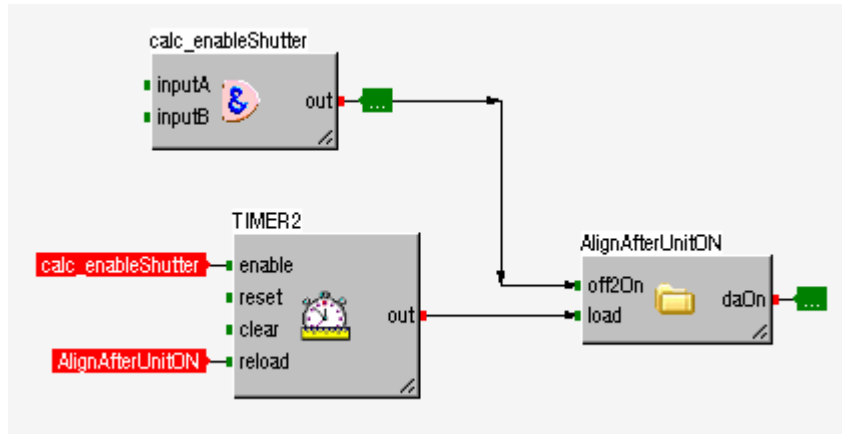 calc_enableShutter
inputA
inputB
&
out
...
TIMER2
calc_enableShutter
enable
reset
clear
reload
out
AlignAfterUnitON
AlignAfterUnitON
off2On
load
daOn
...